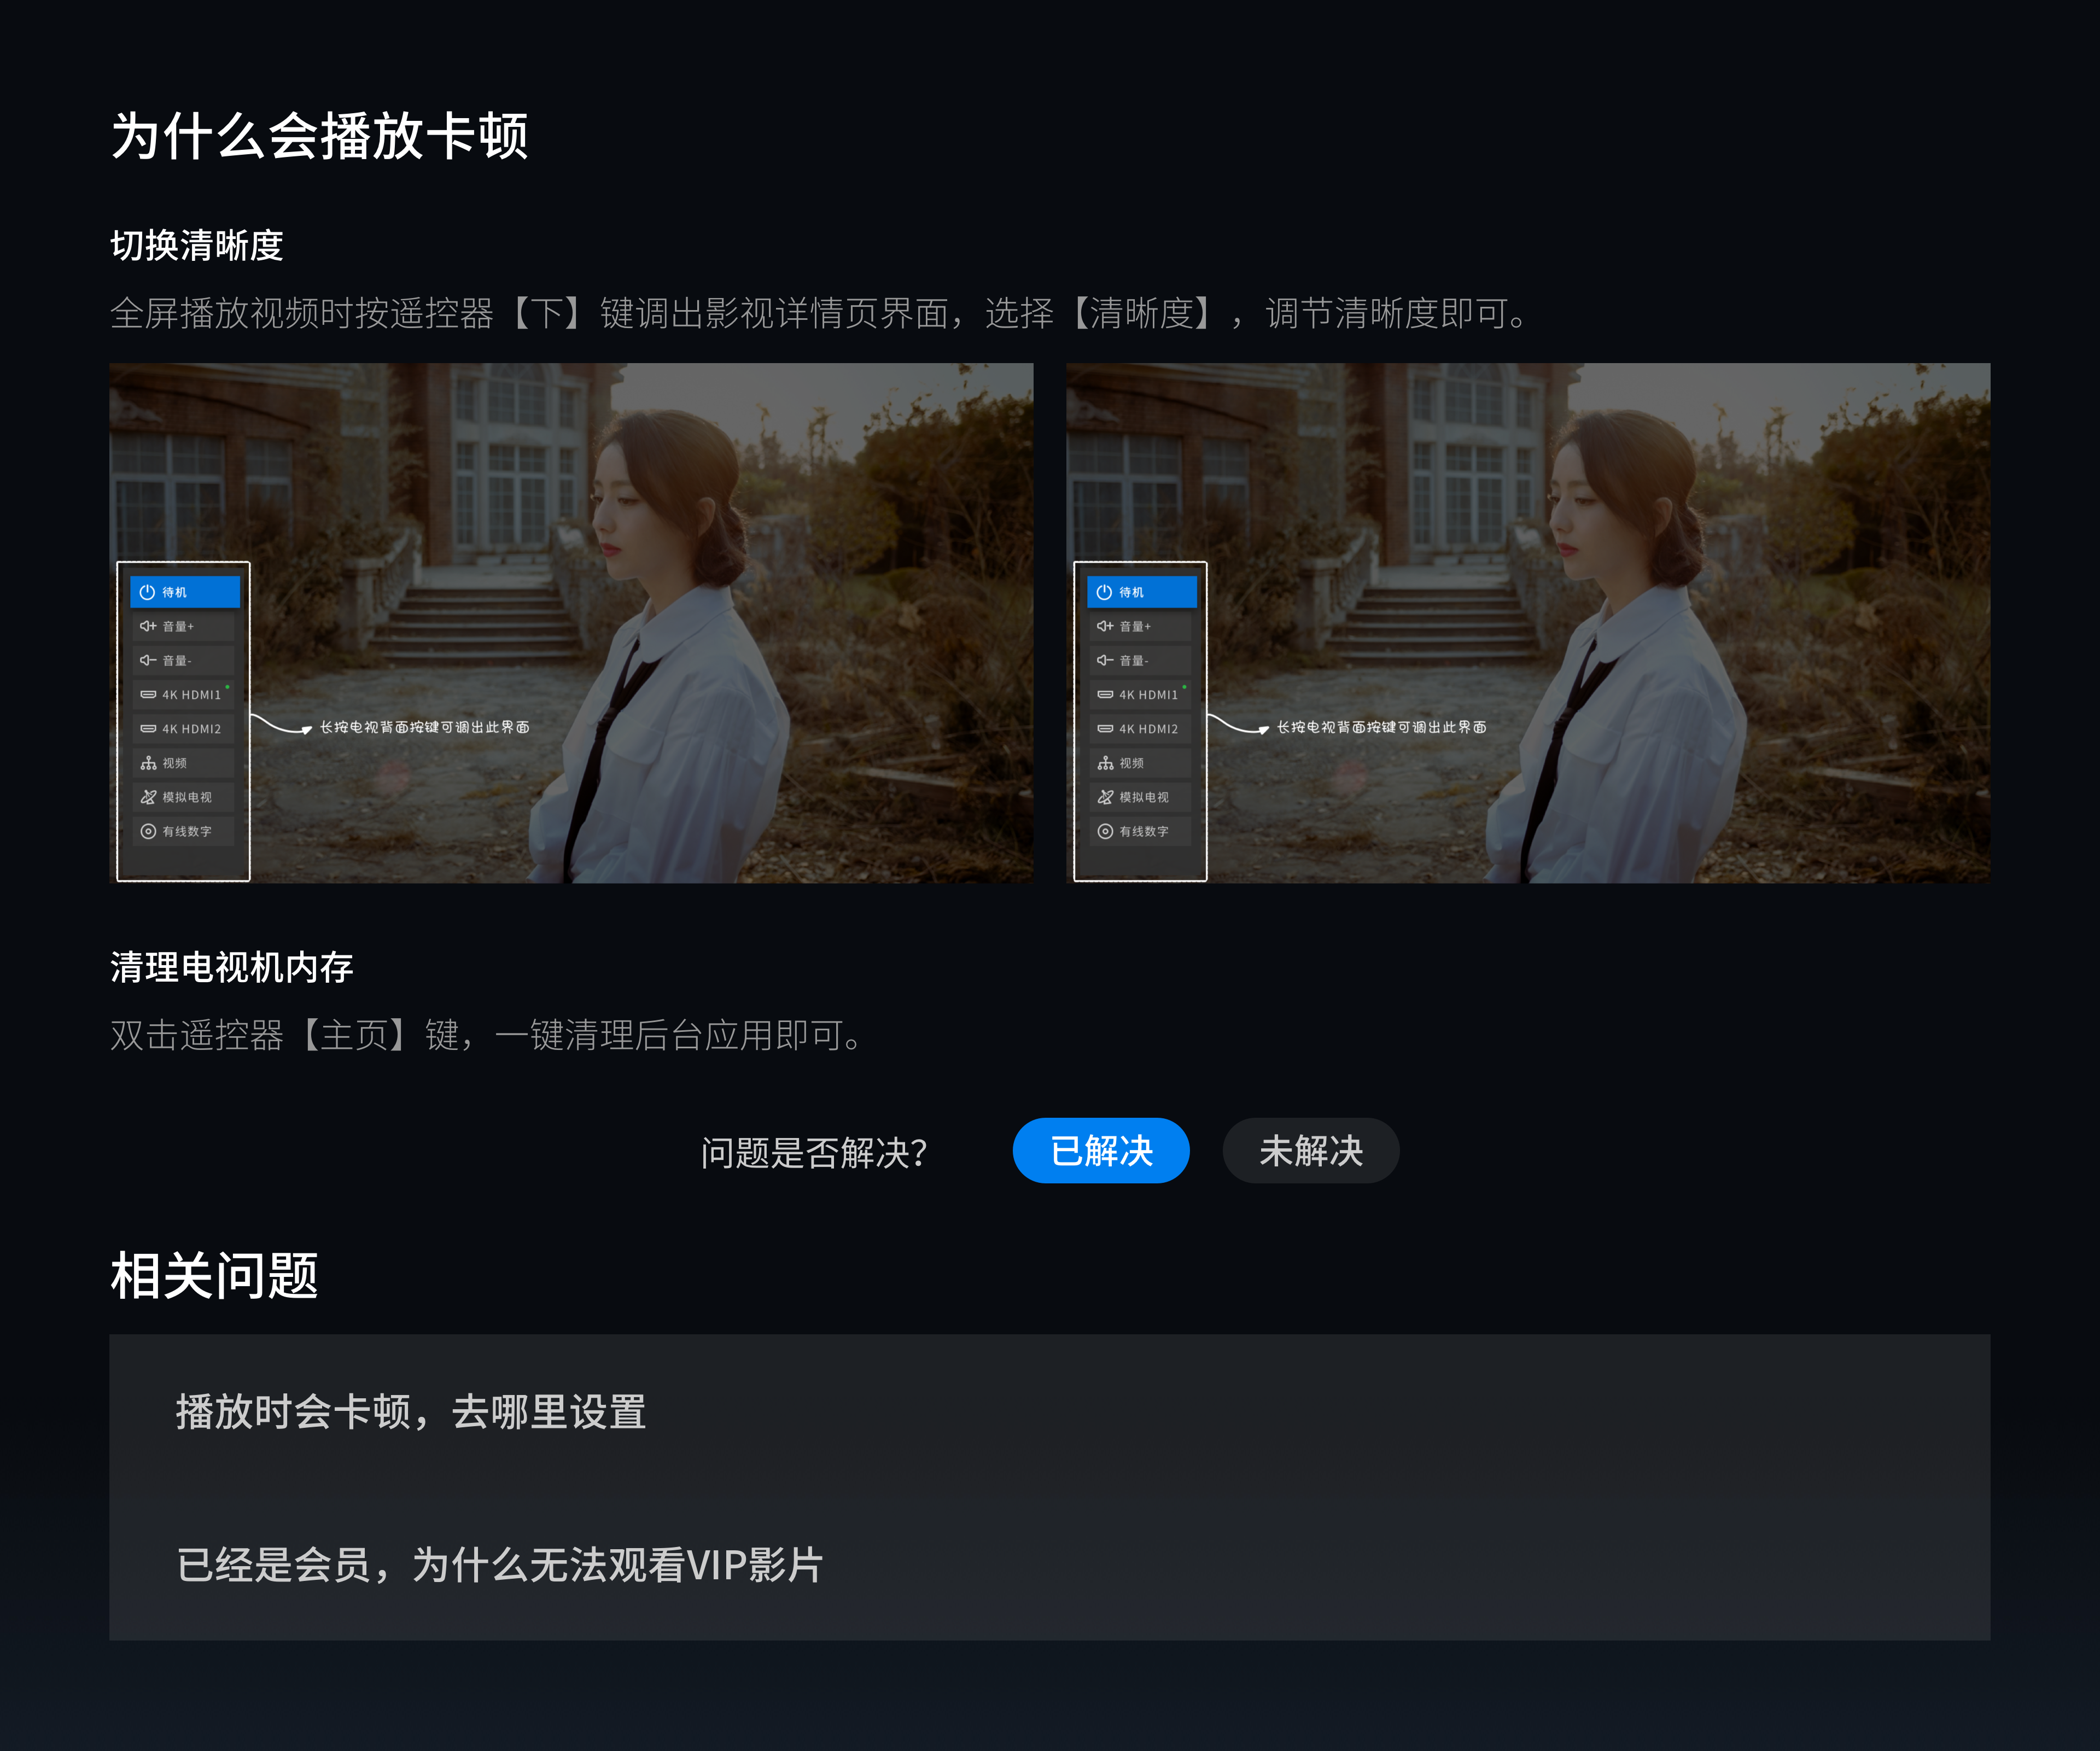 为什么会播放卡顿
切换清晰度
全屏播放视频时按遥控器【下】键调出影视详情页界面，选择【清晰度】，调节清晰度即可。
待机
音量+
音量-
4K HDMI1
4K HDMI2
视频
模拟电视
有线数字
长按电视背面按键可调出此界面
待机
音量+
音量-
4K HDMI1
4K HDMI2
视频
模拟电视
有线数字
长按电视背面按键可调出此界面
清理电视机内存
双击遥控器【主页】键，一键清理后台应用即可。
问题是否解决？
已解决
未解决
相关问题
播放时会卡顿，去哪里设置
已经是会员，为什么无法观看VIP影片